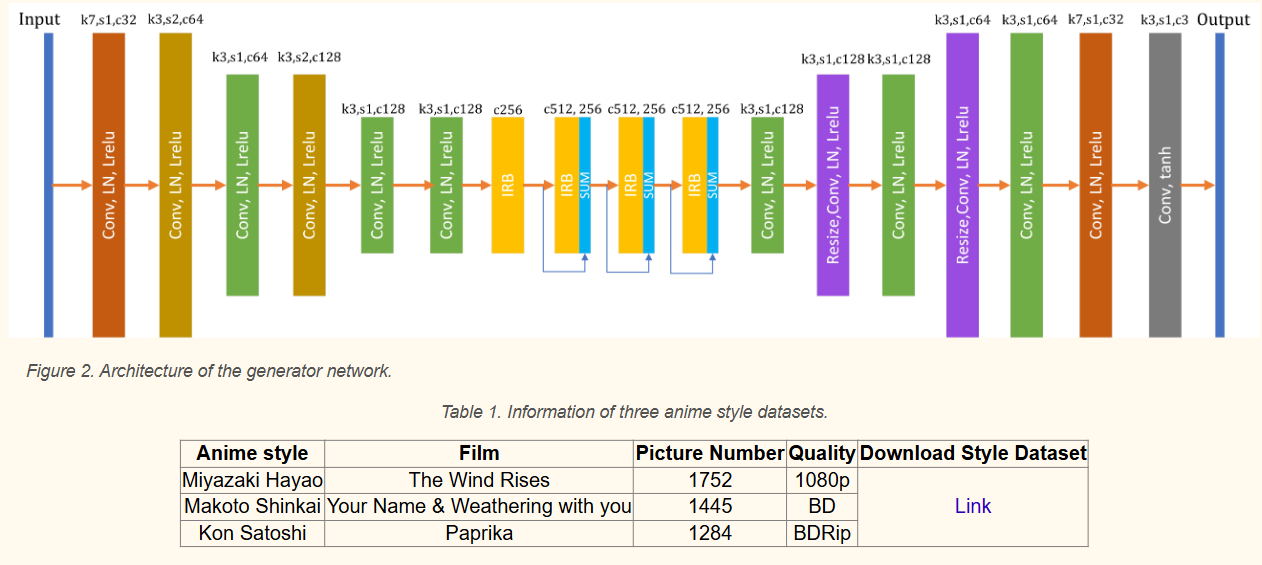 Input k7,s1,c32 k3,s2,c64 k3,s1,c64 k3,s1,c64 k7,s1,c32 k3,s1,c3 Output
k3,s1,c64 k3,s2,c128 k3,s1,c128 k3,s1,c128
k3,s1,c128 k3,s1,c128 c256 c512, 256 c512, 256 c512, 256 k3,s1,c128
Conv, LN, Lrelu
Conv, LN, Lrelu
Conv, LN, Lrelu
Conv, LN, Lrelu
Conv, LN, Lrelu
Conv, LN, Lrelu
IRB
IRB
SUM
IRB
SUM
IRB
SUM
Conv, LN, Lrelu
Resize,Conv, LN, Lrelu
Conv, LN, Lrelu
Resize,Conv, LN, Lrelu
Conv, LN, Lrelu
Conv, LN, Lrelu
Conv, tanh
Figure 2. Architecture of the generator network.
Table 1. Information of three anime style datasets.
Anime style Film Picture Number Quality Download Style Dataset
Miyazaki Hayao The Wind Rises 1752 1080p
Makoto Shinkai Your Name & Weathering with you 1445 BD Link
Kon Satoshi Paprika 1284 BDRip